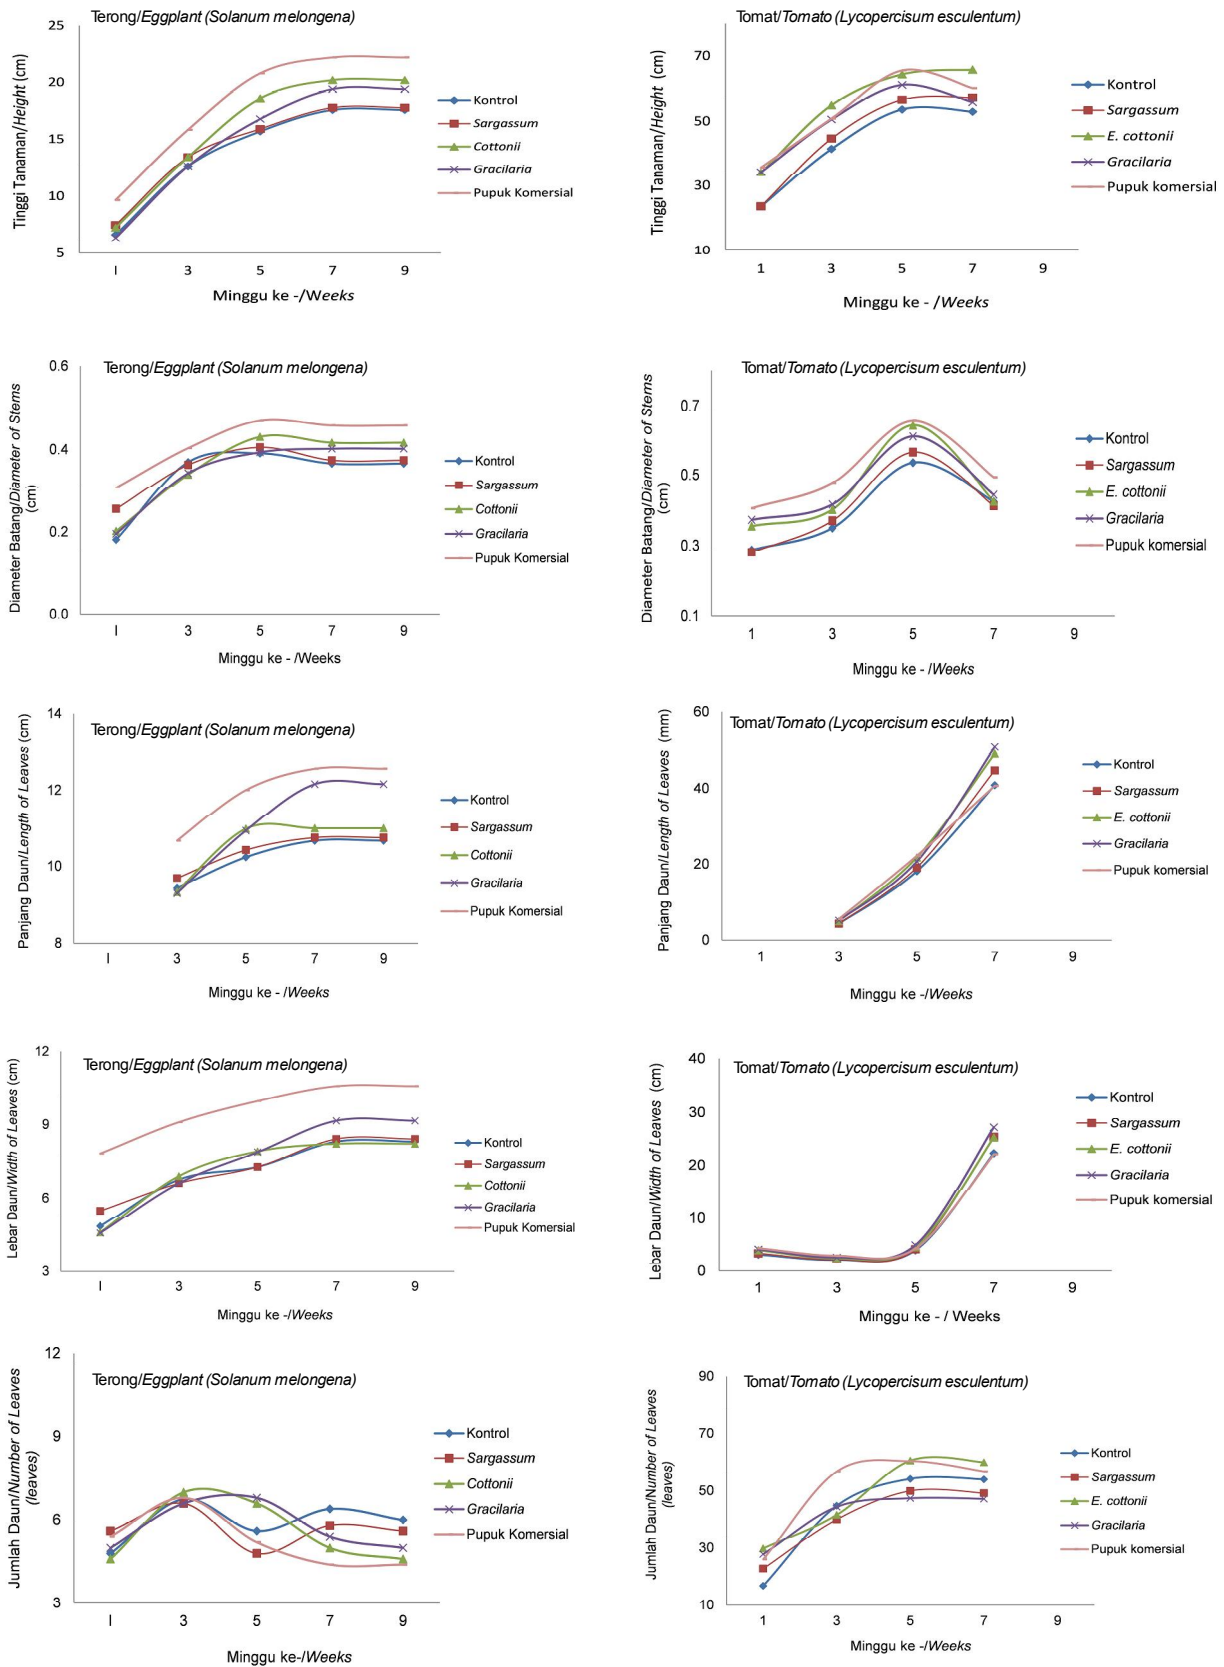 Terong/Eggplant (Solanum melongena)
Tinggi Tanaman/Height (cm)
25
20
15
10
5
I 3 5 7 9
Minggu ke -/Weeks
Kontrol
Sargassum
Cottonii
Gracilaria
Pupuk Komersial
Tomat/Tomato (Lycopercisum esculentum)
Tinggi Tanaman/Height (cm)
70
50
30
10
1 3 5 7 9
Minggu ke - /Weeks
Kontrol
Sargassum
E. cottonii
Gracilaria
Pupuk komersial
Terong/Eggplant (Solanum melongena)
Diameter Batang/Diameter of Stems
(cm)
0.6
0.4
0.2
0.0
I 3 5 7 9
Minggu ke - /Weeks
Kontrol
Sargassum
Cottonii
Gracilaria
Pupuk Komersial
Tomat/Tomato (Lycopercisum esculentum)
Diameter Batang/Diameter of Stems
(cm)
0.7
0.5
0.3
0.1
1 3 5 7 9
Minggu ke - /Weeks
Kontrol
Sargassum
E. cottonii
Gracilaria
Pupuk komersial
Terong/Eggplant (Solanum melongena)
Panjang Daun/Length of Leaves (cm)
14
12
10
8
I 3 5 7 9
Minggu ke - /Weeks
Kontrol
Sargassum
Cottonii
Gracilaria
Pupuk Komersial
Tomat/Tomato (Lycopercisum esculentum)
Panjang Daun/Length of Leaves (mm)
60
40
20
0
1 3 5 7 9
Minggu ke -/Weeks
Kontrol
Sargassum
E. cottonii
Gracilaria
Pupuk komersial
Terong/Eggplant (Solanum melongena)
Lebar Daun/Width of Leaves (cm)
12
9
6
3
I 3 5 7 9
Minggu ke -/Weeks
Kontrol
Sargassum
Cottonii
Gracilaria
Pupuk Komersial
Tomat/Tomato (Lycopercisum esculentum)
Lebar Daun/Width of Leaves (cm)
40
30
20
10
0
1 3 5 7 9
Minggu ke - / Weeks
Kontrol
Sargassum
E. cottonii
Gracilaria
Pupuk komersial
Terong/Eggplant (Solanum melongena)
Jumlah Daun/Number of Leaves
(leaves)
12
9
6
3
I 3 5 7 9
Minggu ke-/Weeks
Kontrol
Sargassum
Cottonii
Gracilaria
Pupuk Komersial
Tomat/Tomato (Lycopercisum esculentum)
Jumlah Daun/Number of Leaves
(leaves)
90
70
50
30
10
1 3 5 7 9
Minggu ke -/Weeks
Kontrol
Sargassum
E. cottonii
Gracilaria
Pupuk komersial